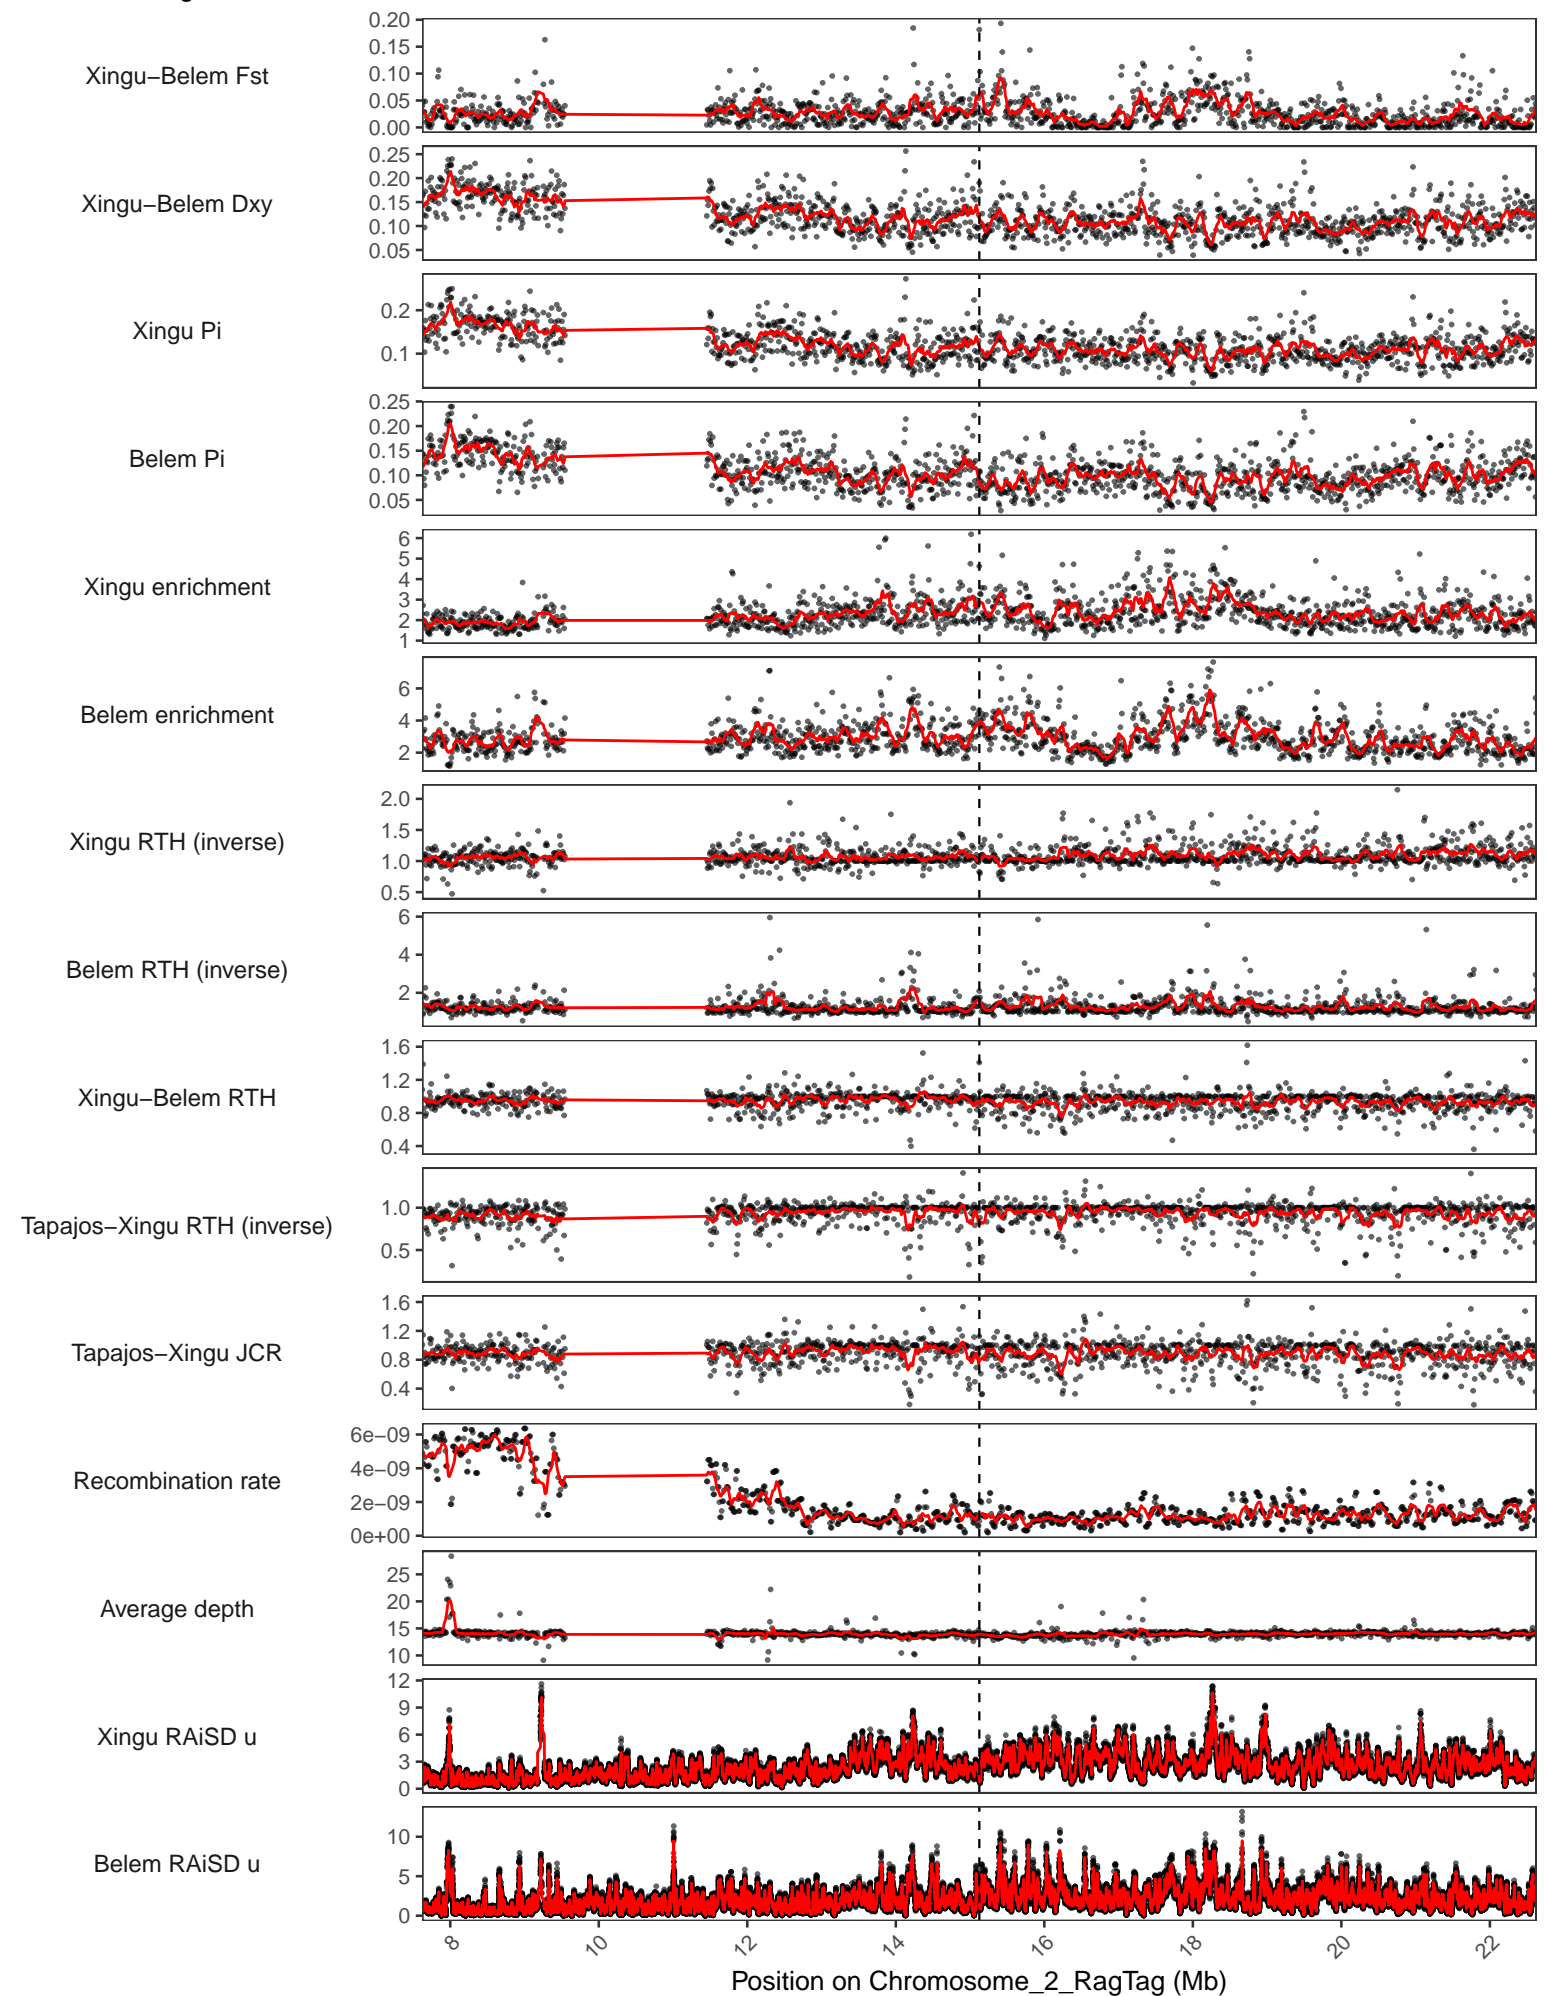 Xingu−Belem Fst
0.20
0.15
0.10
0.05
0.00
Xingu−Belem Dxy
0.25
0.20
0.15
0.10
0.05
Xingu Pi
0.2
0.1
Belem Pi
0.25
0.20
0.15
0.10
0.05
Xingu enrichment
6
5
4
3
2
1
Belem enrichment
6
4
2
Xingu RTH (inverse)
2.0
1.5
1.0
0.5
Belem RTH (inverse)
6
4
2
Xingu−Belem RTH
1.6
1.2
0.8
0.4
Tapajos−Xingu RTH (inverse)
1.0
0.5
Tapajos−Xingu JCR
1.6
1.2
0.8
0.4
Recombination rate
6e−09
4e−09
2e−09
0e+00
Average depth
25
20
15
10
Xingu RAiSD u
12
9
6
3
0
Belem RAiSD u
10
5
0
8 10 12 14 16 18 20 22
Position on Chromosome_2_RagTag (Mb)